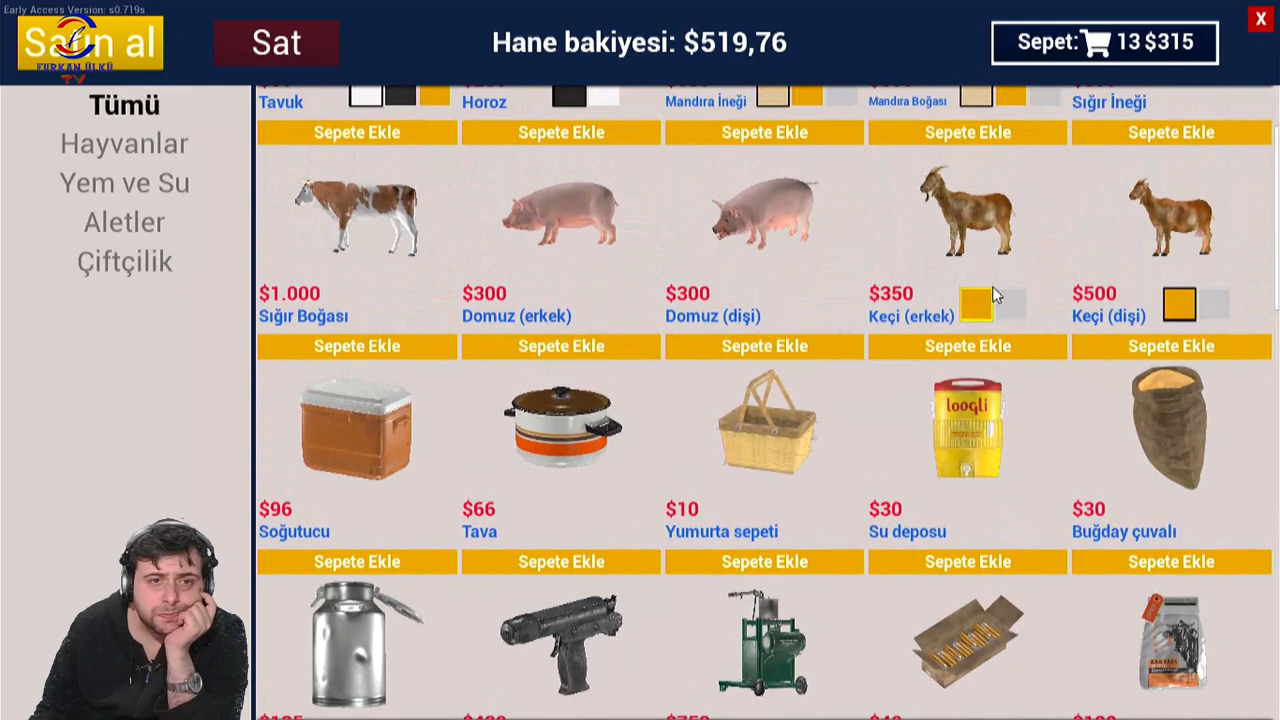 Early Access Version: s0.719s
Satın al
FURKAN ÜLKÜ
TV
Sat
Hane bakiyesi: $519,76
Sepet: 13 $315
X
Tümü
Hayvanlar
Yem ve Su
Aletler
Çiftçilik
Tavuk
Horoz
Mandıra İneği
Mandıra Boğası
Sığır İneği
Sepete Ekle
Sepete Ekle
Sepete Ekle
Sepete Ekle
Sepete Ekle
$1.000
$300
$300
$350
$500
Sığır Boğası
Domuz (erkek)
Domuz (dişi)
Keçi (erkek)
Keçi (dişi)
Sepete Ekle
Sepete Ekle
Sepete Ekle
Sepete Ekle
Sepete Ekle
loogli
$96
$66
$10
$30
$30
Soğutucu
Tava
Yumurta sepeti
Su deposu
Buğday çuvalı
Sepete Ekle
Sepete Ekle
Sepete Ekle
Sepete Ekle
Sepete Ekle